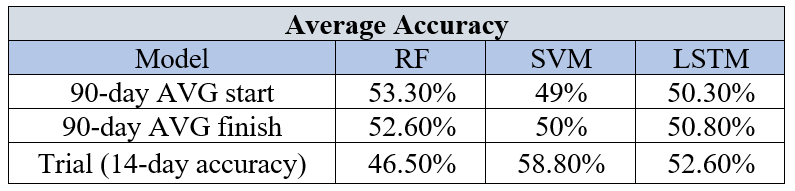 Average Accuracy
Model RF SVM LSTM
90-day AVG start 53.30% 49% 50.30%
90-day AVG finish 52.60% 50% 50.80%
Trial (14-day accuracy) 46.50% 58.80% 52.60%